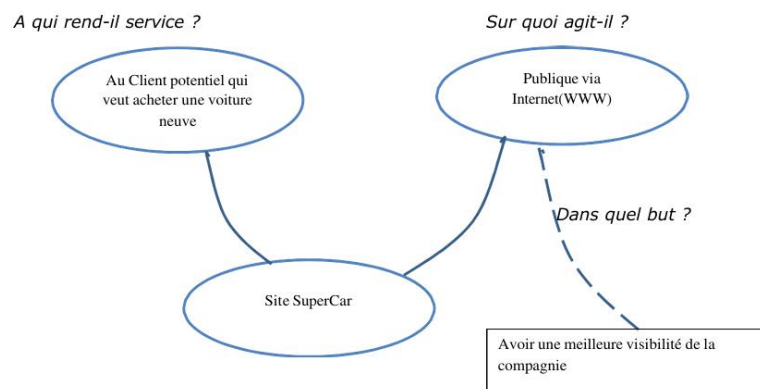 A qui rend-il service ?
Sur quoi agit-il ?
Au Client potentiel qui
veut acheter une voiture
neuve
Publique via
Internet(WWW)
Dans quel but ?
Site SuperCar
Avoir une meilleure visibilité de la
compagnie